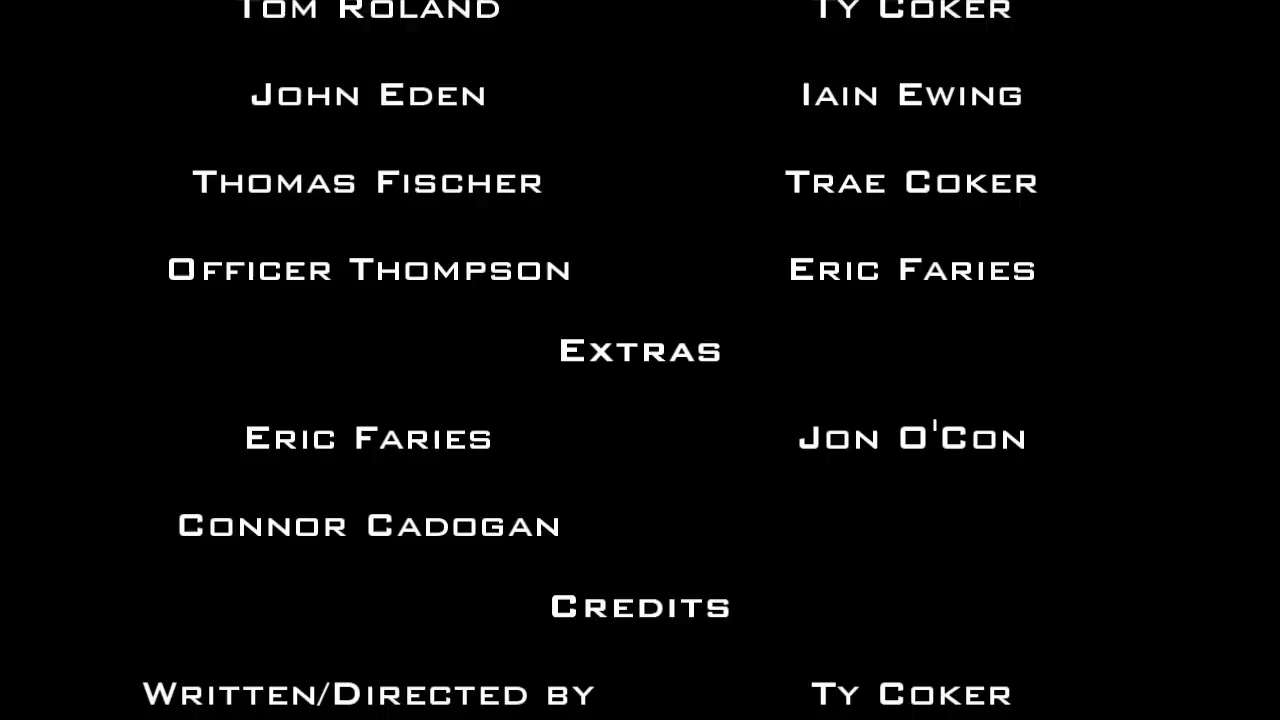 Tom Roland Ty Coker
John Eden Iain Ewing
Thomas Fischer Trae Coker
Officer Thompson Eric Faries
Extras
Eric Faries Jon O'Con
Connor Cadogan
Credits
Written/Directed by Ty Coker